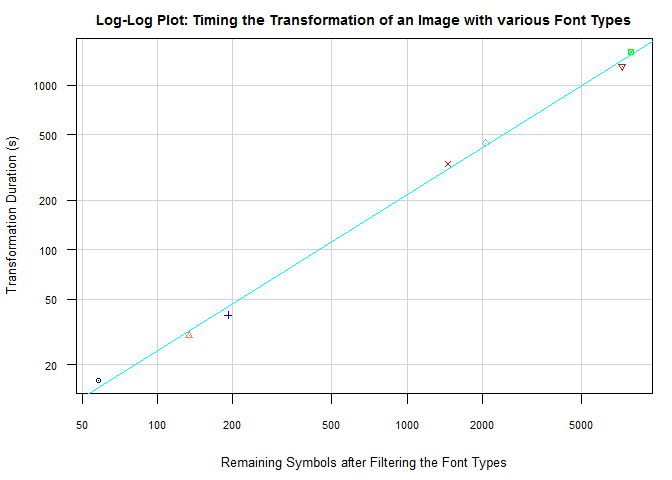 Log-Log Plot: Timing the Transformation of an Image with various Font Types
Transformation Duration (s)
1000
500
200
100
50
20
50 100 200 500 1000 2000 5000
Remaining Symbols after Filtering the Font Types